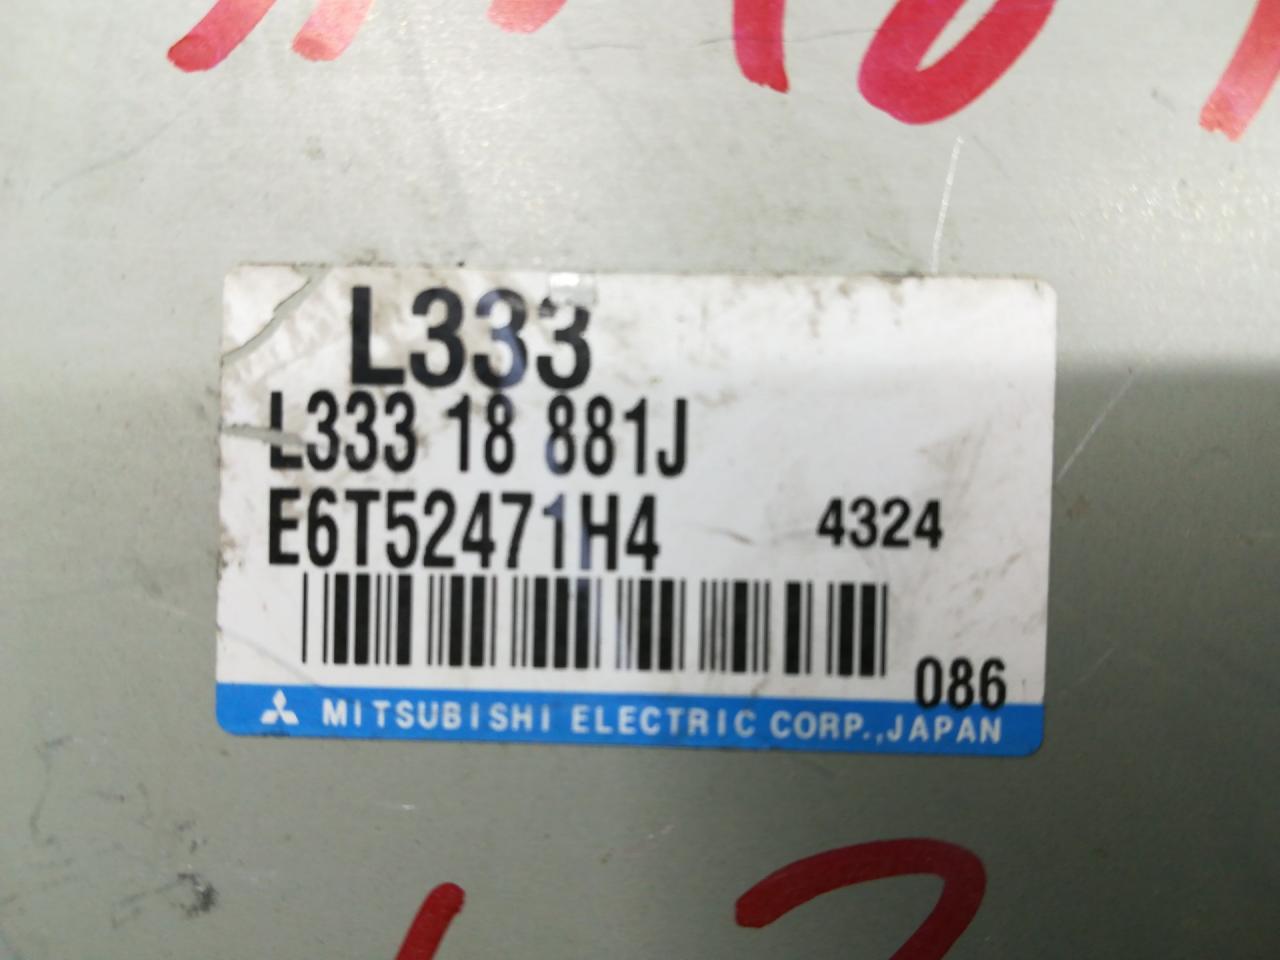 L333
L333 18 881J
E6T52471H4 4324
086
MITSUBISHI ELECTRIC CORP.,JAPAN